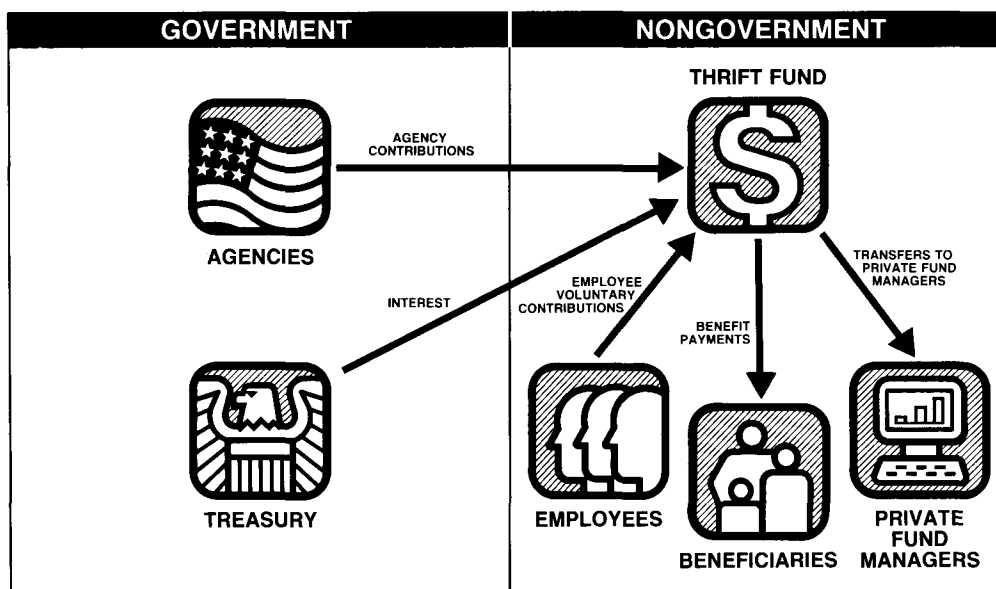 GOVERNMENT
NONGOVERNMENT
THRIFT FUND
AGENCY
CONTRIBUTIONS
AGENCIES
TRANSFERS TO
PRIVATE FUND
MANAGERS
EMPLOYEE
VOLUNTARY
CONTRIBUTIONS
INTEREST
BENEFIT
PAYMENTS
TREASURY
EMPLOYEES
BENEFICIARIES
PRIVATE
FUND
MANAGERS